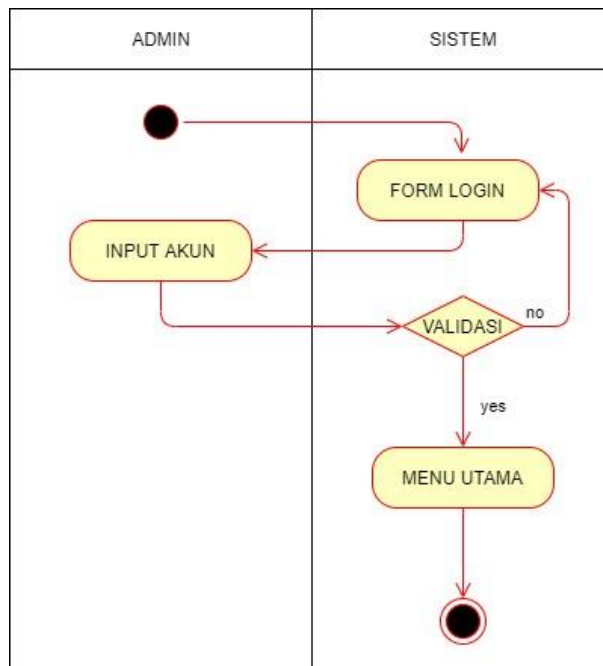 ADMIN
SISTEM
FORM LOGIN
INPUT AKUN
VALIDASI
no
yes
MENU UTAMA